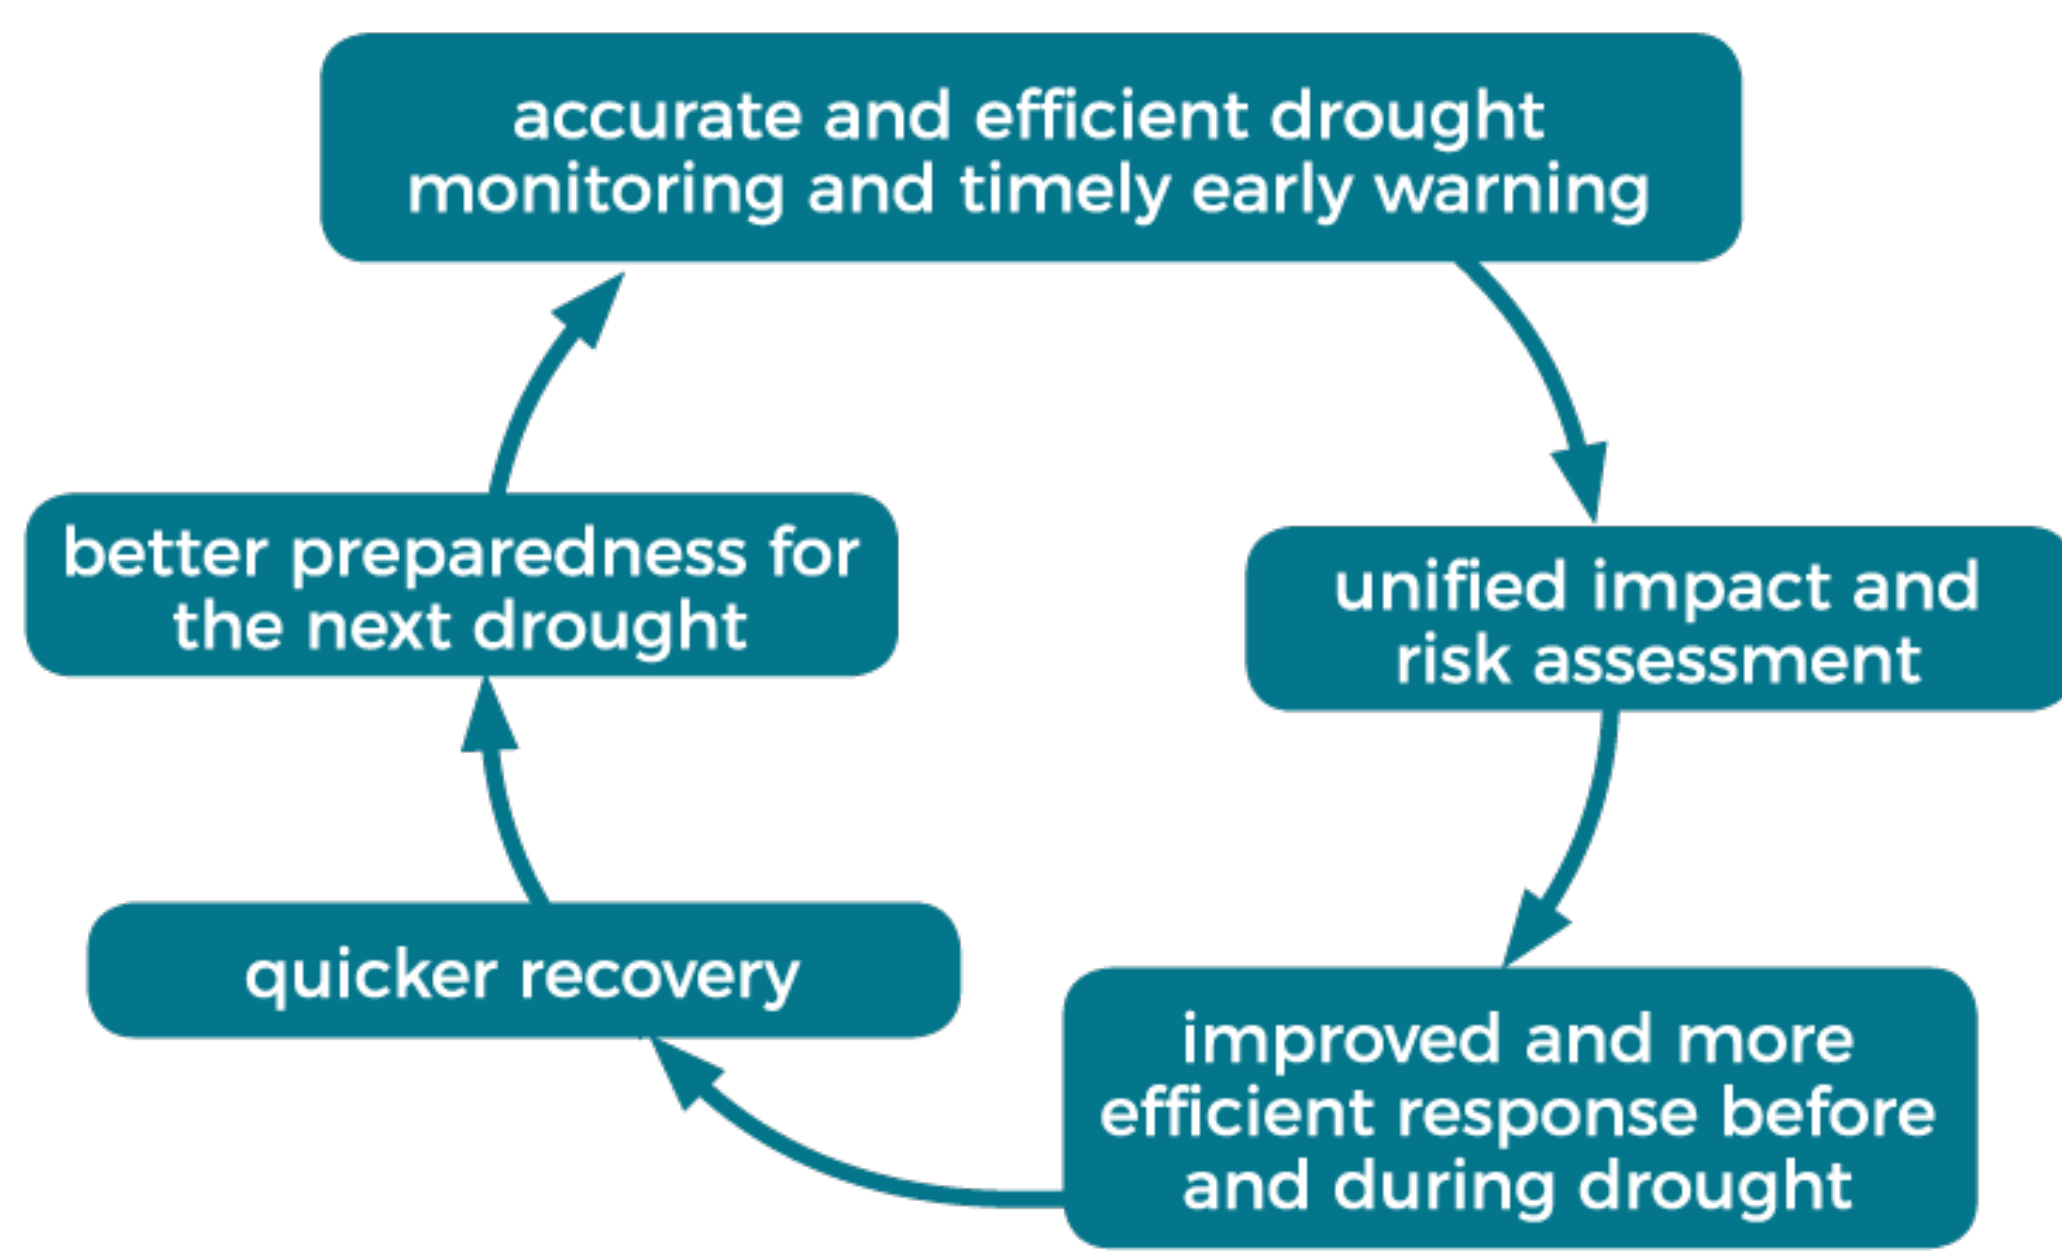 accurate and efficient drought
monitoring and timely early warning
unified impact and
risk assessment
improved and more
efficient response before
and during drought
quicker recovery
better preparedness for
the next drought